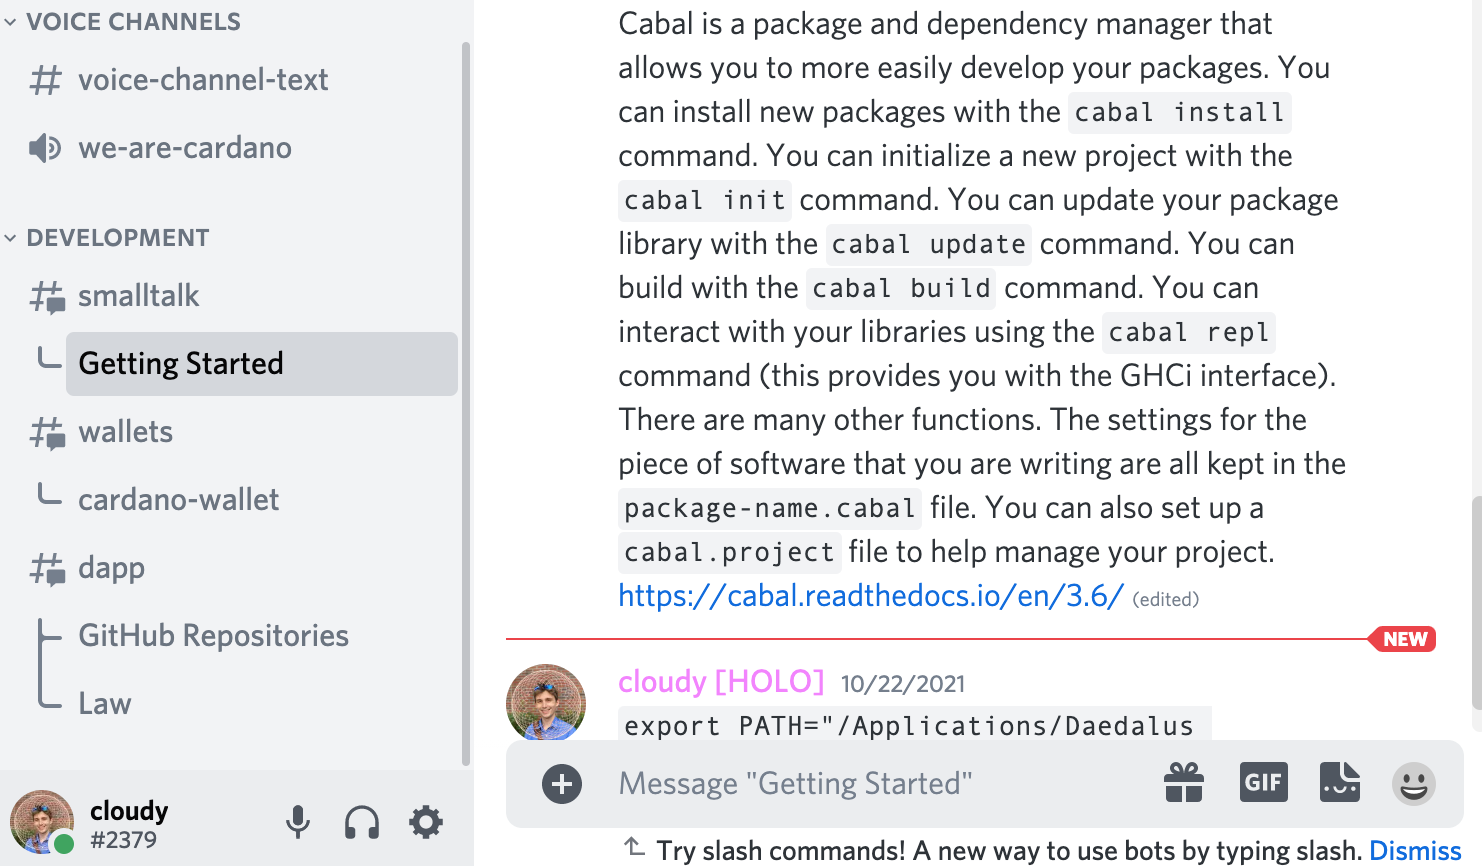 VOICE CHANNELS
voice-channel-text
we-are-cardano
DEVELOPMENT
smalltalk
Getting Started
wallets
cardano-wallet
dapp
GitHub Repositories
Law
cloudy
#2379
Cabal is a package and dependency manager that
allows you to more easily develop your packages. You
can install new packages with the cabal install
command. You can initialize a new project with the
cabal init command. You can update your package
library with the cabal update command. You can
build with the cabal build command. You can
interact with your libraries using the cabal repl
command (this provides you with the GHCi interface).
There are many other functions. The settings for the
piece of software that you are writing are all kept in the
package-name.cabal file. You can also set up a
cabal.project file to help manage your project.
https://cabal.readthedocs.io/en/3.6/ (edited)
NEW
cloudy [HOLO] 10/22/2021
export PATH="/Applications/Daedalus
Message "Getting Started"
GIF
Try slash commands! A new way to use bots by typing slash. Dismiss